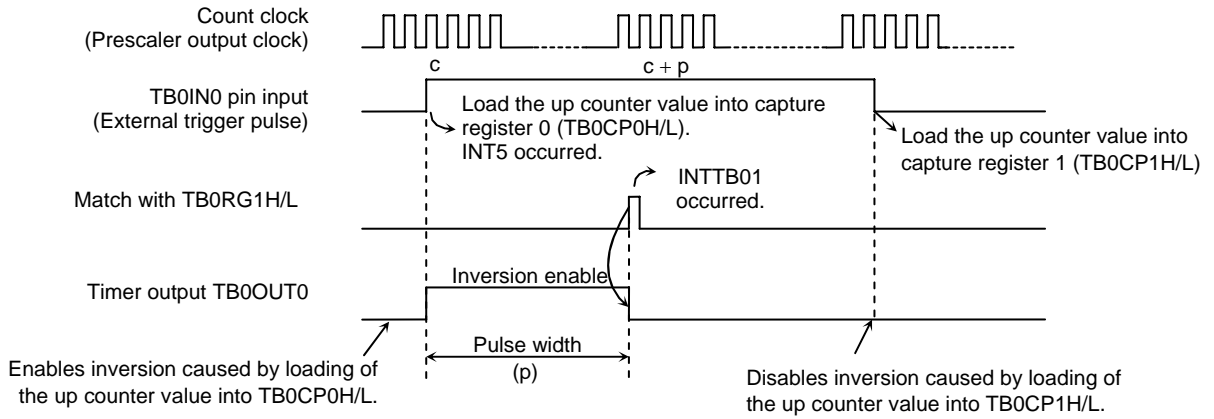 Count clock
(Prescaler output clock)
c
c + p
TB0IN0 pin input
(External trigger pulse)
Load the up counter value into capture
register 0 (TB0CP0H/L).
INT5 occurred.
Load the up counter value into
capture register 1 (TB0CP1H/L)
INTTB01
occurred.
Match with TB0RG1H/L
Inversion enable
Timer output TB0OUT0
Pulse width
(p)
Enables inversion caused by loading of
the up counter value into TB0CP0H/L.
Disables inversion caused by loading of
the up counter value into TB0CP1H/L.